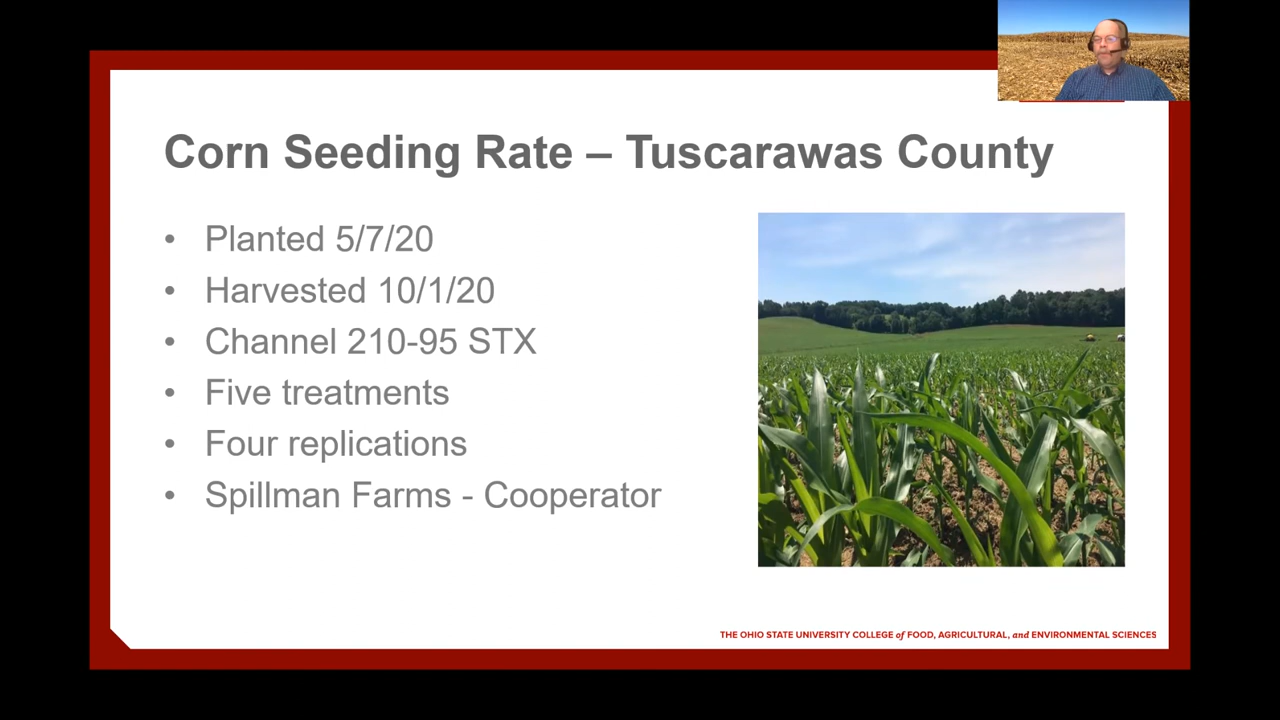 Corn Seeding Rate – Tuscarawas County
• Planted 5/7/20
• Harvested 10/1/20
• Channel 210-95 STX
• Five treatments
• Four replications
• Spillman Farms - Cooperator
THE OHIO STATE UNIVERSITY COLLEGE of FOOD, AGRICULTURAL, and ENVIRONMENTAL SCIENCES